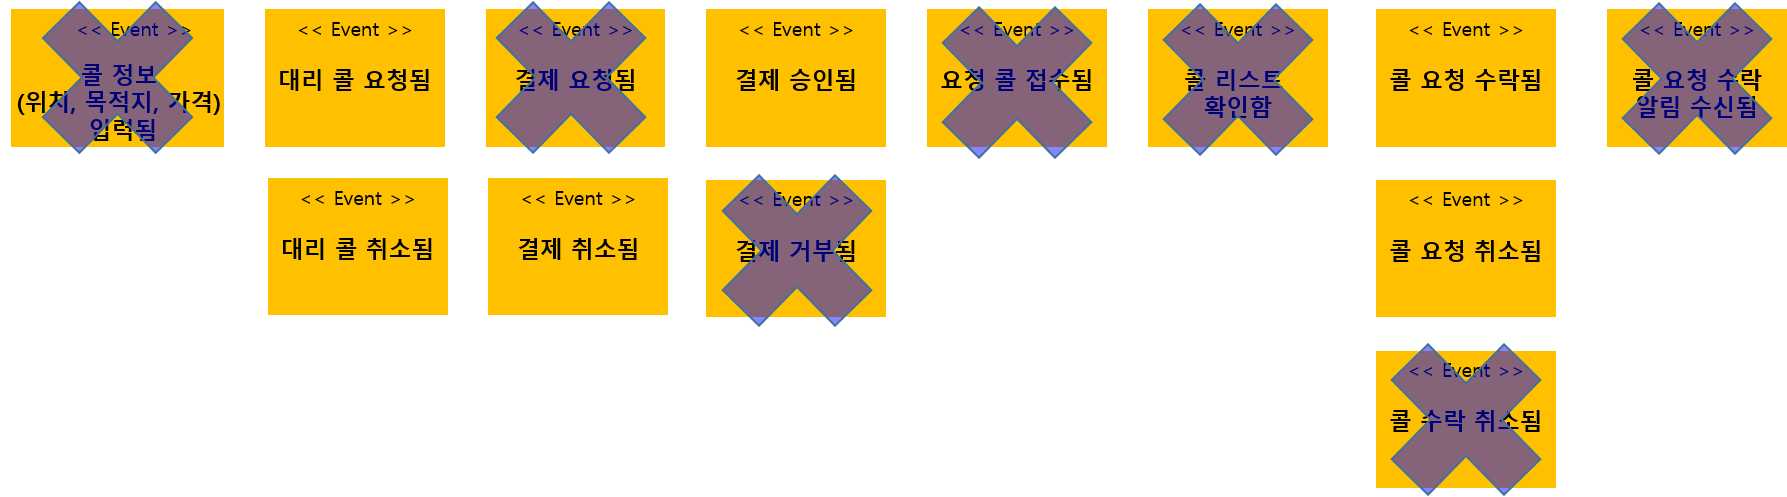 << Event >>
콜 정보
(위치, 목적지, 가격)
입력됨
<< Event >>
대리 콜 요청됨
<< Event >>
결제 요청됨
<< Event >>
결제 승인됨
<< Event >>
요청 콜 접수됨
<< Event >>
콜 리스트
확인함
<< Event >>
콜 요청 수락됨
<< Event >>
콜 요청 수락
알림 수신됨
<< Event >>
대리 콜 취소됨
<< Event >>
결제 취소됨
<< Event >>
결제 거부됨
<< Event >>
콜 요청 취소됨
<< Event >>
콜 수락 취소됨